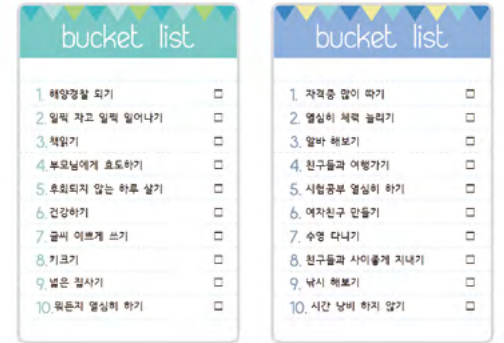 bucket list
1. 해양경찰 되기
2. 일찍 자고 일찍 일어나기
3. 책읽기
4. 부모님에게 효도하기
5. 후회되지 않는 하루 살기
6. 건강하기
7. 글씨 이쁘게 쓰기
8. 키크기
9. 넓은 집사기
10. 뭐든지 열심히 하기
bucket list
1. 자격증 많이 따기
2. 열심히 체력 늘리기
3. 알바 해보기
4. 친구들과 여행가기
5. 시험공부 열심히 하기
6. 여자친구 만들기
7. 수영 다니기
8. 친구들과 사이좋게 지내기
9. 낚시 해보기
10. 시간 낭비 하지 않기